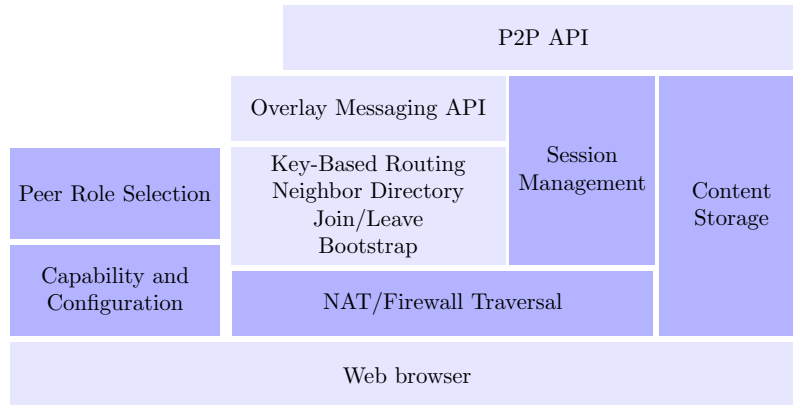 P2P API
Overlay Messaging API
Session
Management
Content
Storage
Peer Role Selection
Key-Based Routing
Neighbor Directory
Join/Leave
Bootstrap
Capability and
Configuration
NAT/Firewall Traversal
Web browser